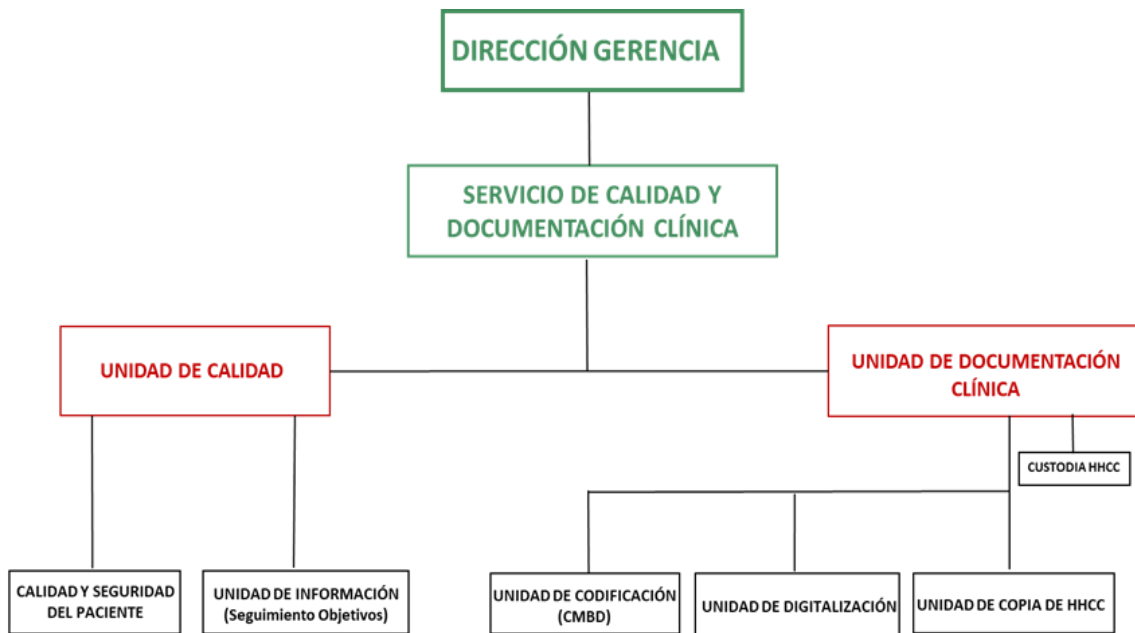 DIRECCIÓN GERENCIA
SERVICIO DE CALIDAD Y
DOCUMENTACIÓN CLÍNICA
UNIDAD DE CALIDAD
UNIDAD DE DOCUMENTACIÓN
CLÍNICA
CUSTODIA HHCC
CALIDAD Y SEGURIDAD
DEL PACIENTE
UNIDAD DE INFORMACIÓN
(Seguimiento Objetivos)
UNIDAD DE CODIFICACIÓN
(CMBD)
UNIDAD DE DIGITALIZACIÓN
UNIDAD DE COPIA DE HHCC